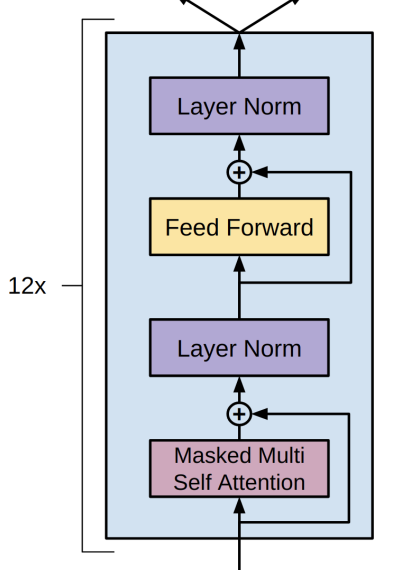 Layer Norm
+
Feed Forward
12x
Layer Norm
+
Masked Multi
Self Attention